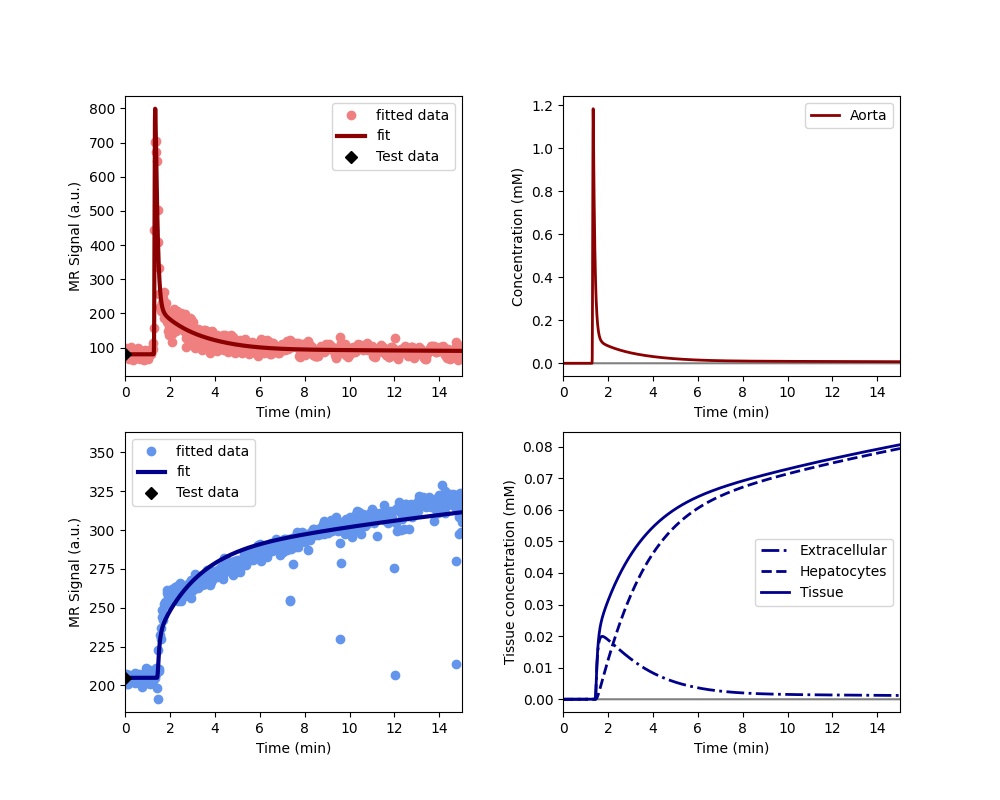 800
700
600
500
400
300
200
100
MR Signal (a.u.)
fitted data
fit
Test data
0 2 4 6 8 10 12 14
Time (min)
1.2
1.0
0.8
0.6
0.4
0.2
0.0
Concentration (mM)
Aorta
0 2 4 6 8 10 12 14
Time (min)
350
325
300
275
250
225
200
MR Signal (a.u.)
fitted data
fit
Test data
0 2 4 6 8 10 12 14
Time (min)
0.08
0.07
0.06
0.05
0.04
0.03
0.02
0.01
0.00
Tissue concentration (mM)
Extracellular
Hepatocytes
Tissue
0 2 4 6 8 10 12 14
Time (min)